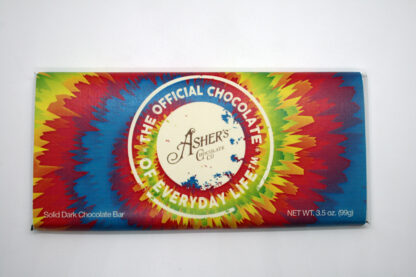 THE OFFICIAL CHOCOLATE
ASHER'S
CHOCOLATE
CO
OF EVERYDAY LIFE™
Solid Dark Chocolate Bar
NET WT. 3.5 oz. (99g)